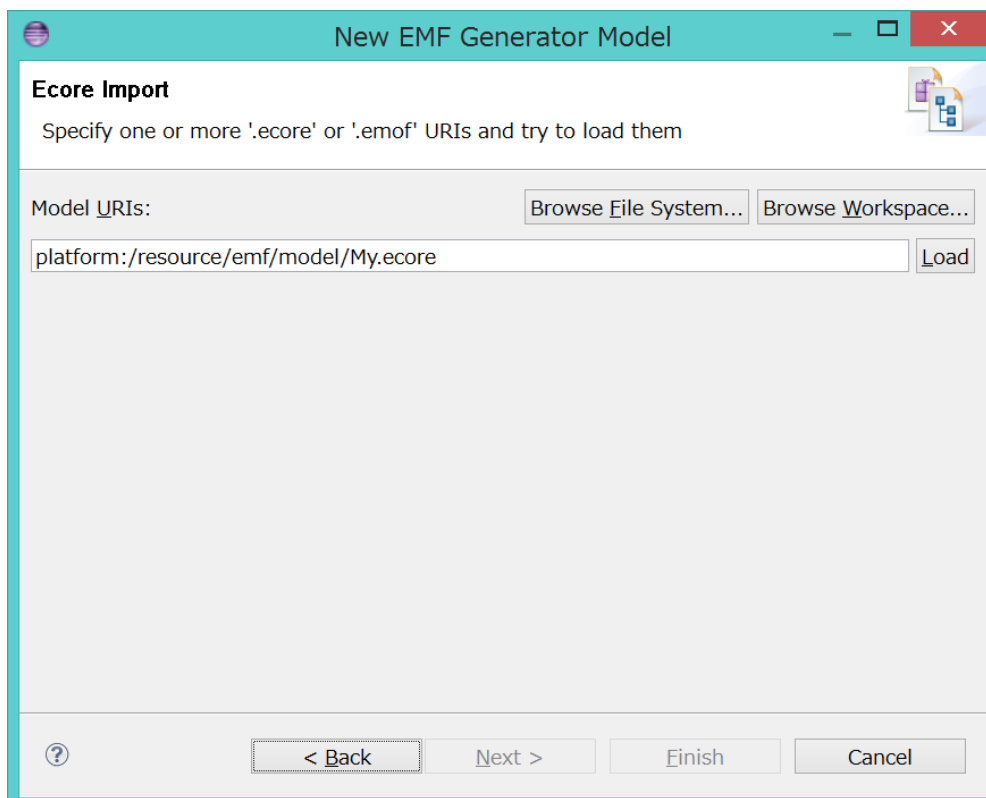 New EMF Generator Model
Ecore Import
Specify one or more '.ecore' or '.emof' URIs and try to load them
Model URIs:
Browse File System...
Browse Workspace...
platform:/resource/emf/model/My.ecore
Load
?
< Back
Next >
Finish
Cancel